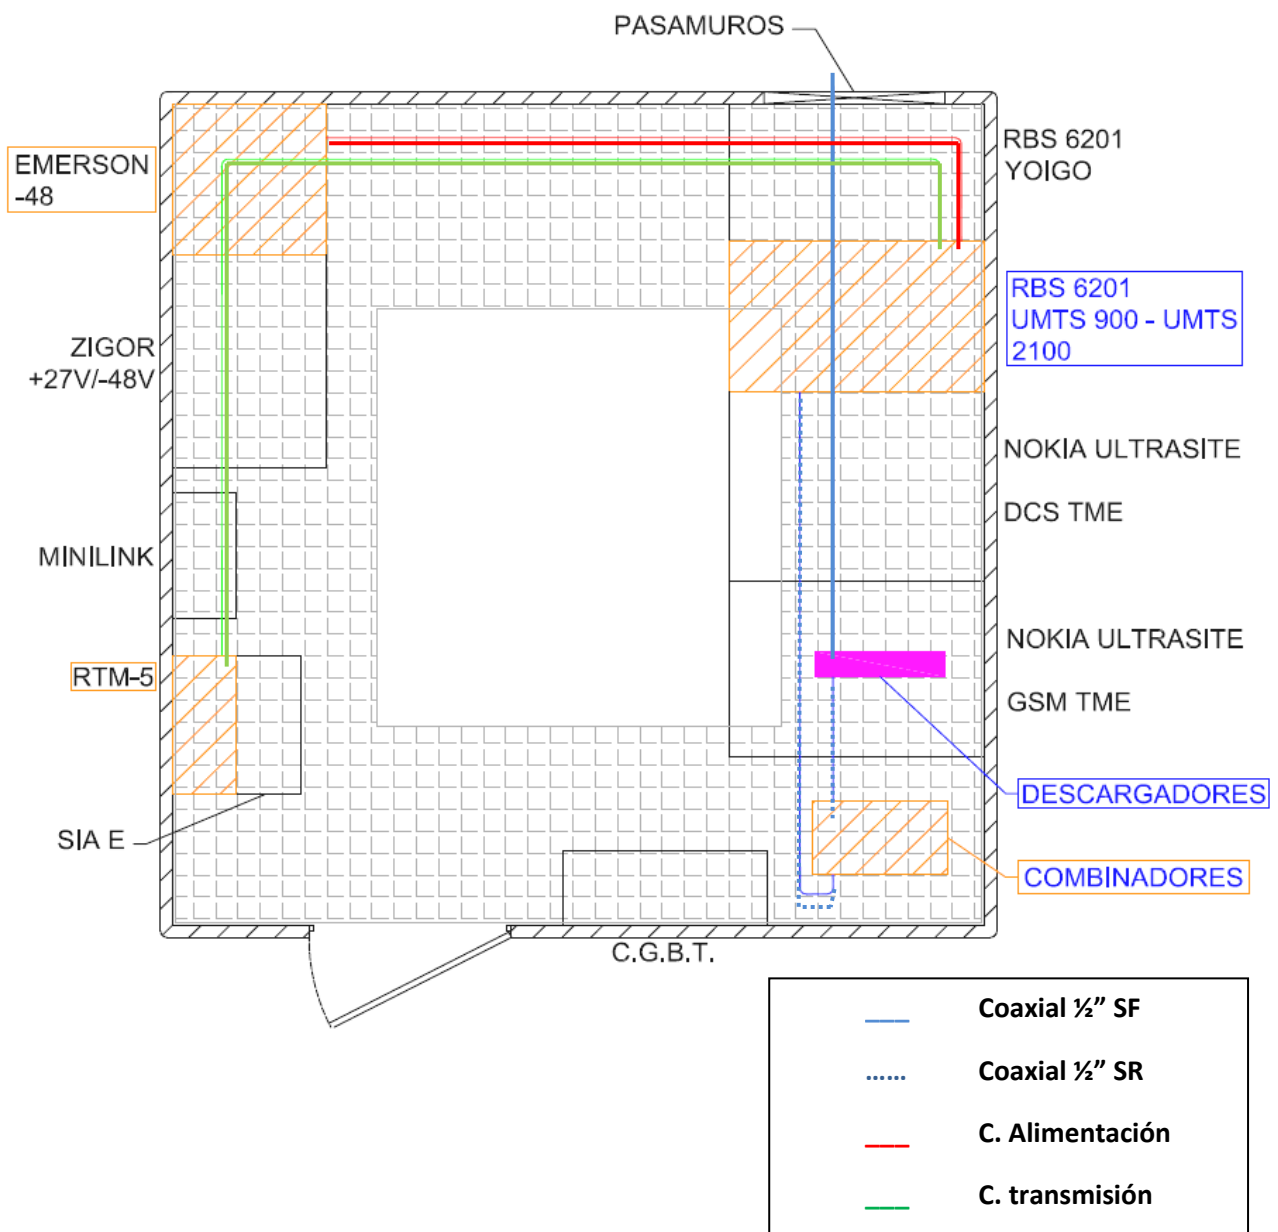 PASAMUROS
EMERSON
-48
RBS 6201
YOIGO
RBS 6201
UMTS 900 - UMTS
2100
ZIGOR
+27V/-48V
NOKIA ULTRASITE
DCS TME
MINILINK
NOKIA ULTRASITE
RTM-5
GSM TME
DESCARGADORES
SIA E
COMBINADORES
C.G.B.T.
Coaxial ½” SF
Coaxial ½” SR
C. Alimentación
C. transmisión